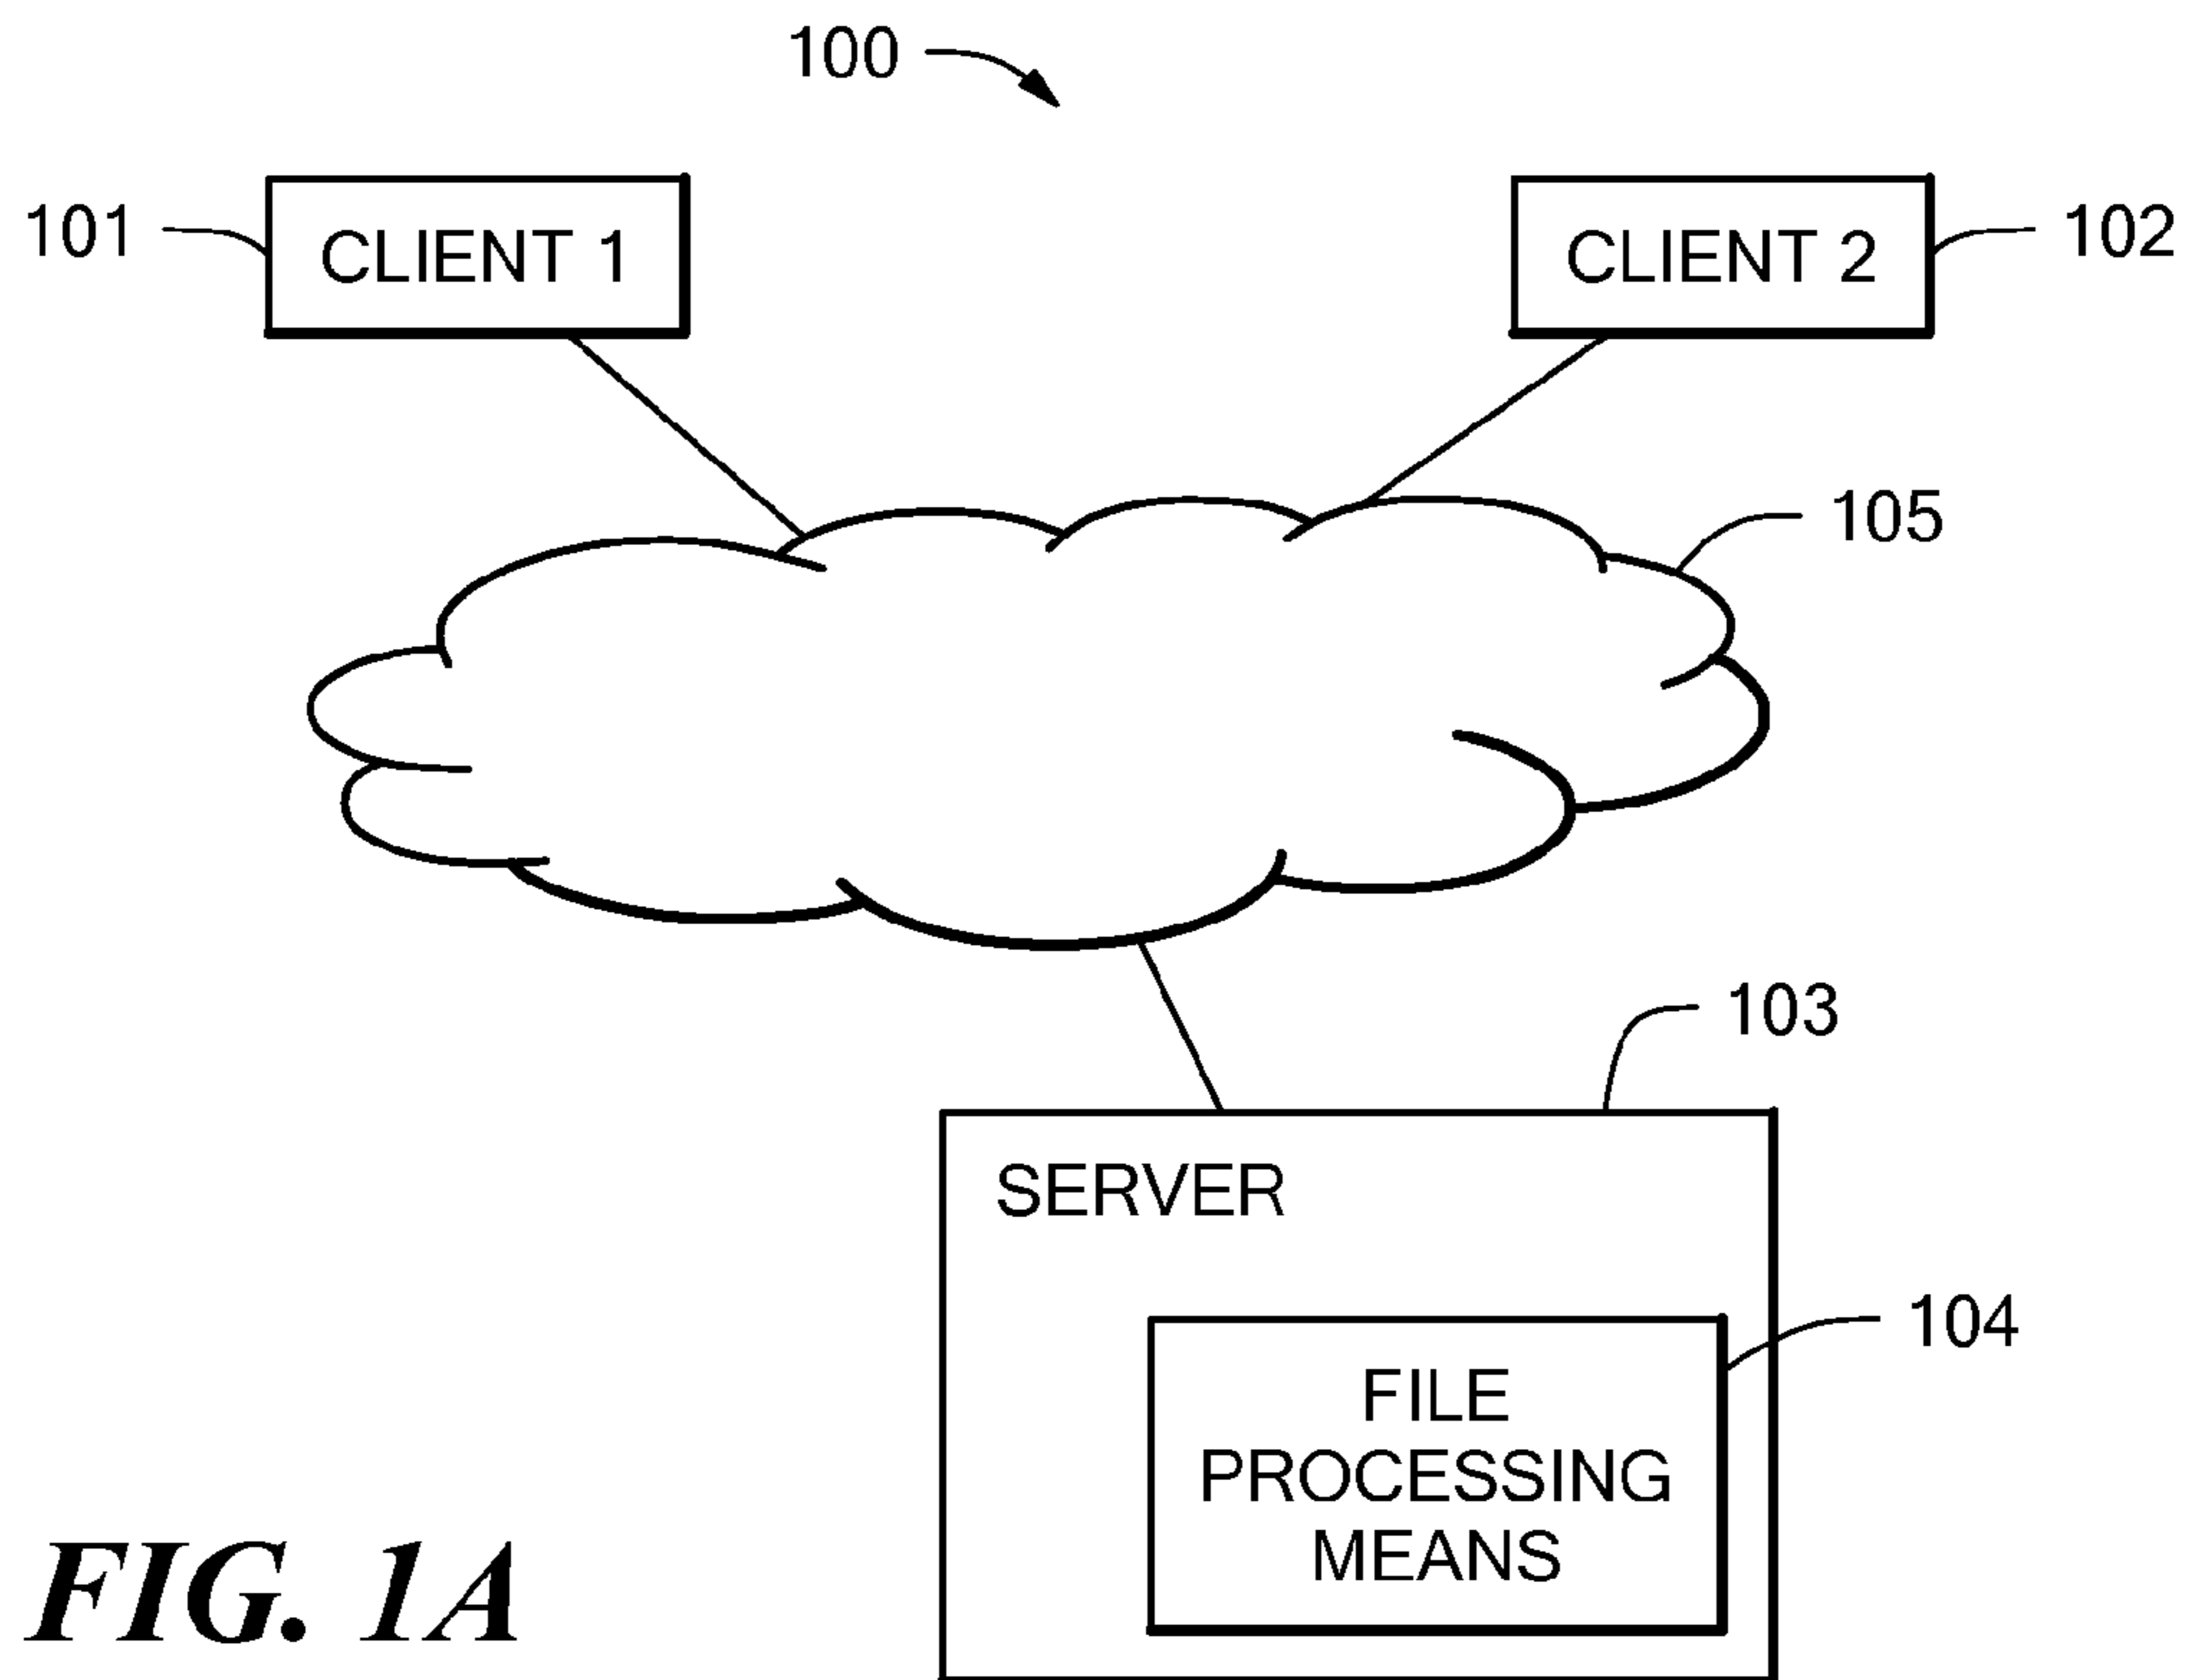 100
101
CLIENT 1
CLIENT 2
102
105
103
SERVER
104
FILE
PROCESSING
MEANS
FIG. 1A